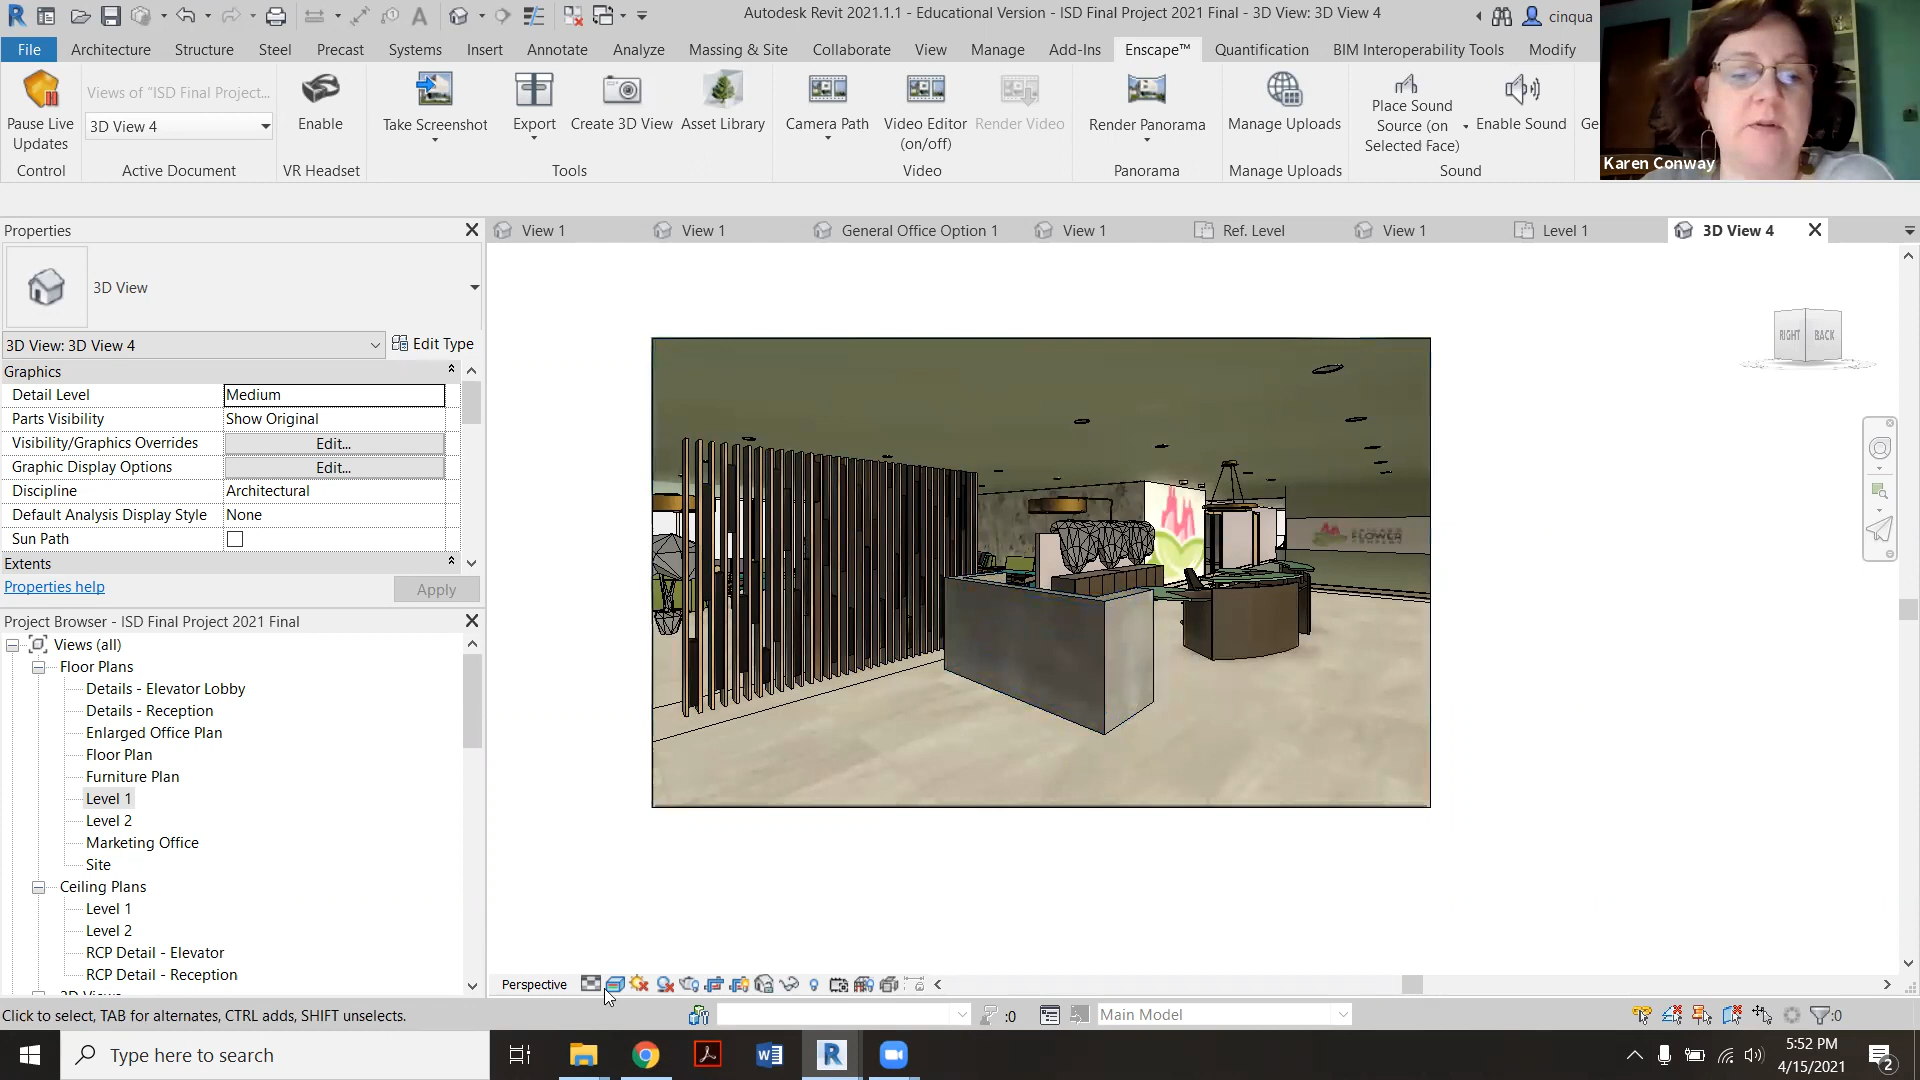 Autodesk Revit 2021.1.1 - Educational Version - ISD Final Project 2021 Final - 3D View: 3D View 4
cinqua
File Architecture Structure Steel Precast Systems Insert Annotate Analyze Massing & Site Collaborate View Manage Add-Ins Enscape™ Quantification BIM Interoperability Tools Modify
Views of "ISD Final Project...
3D View 4
Pause Live
Updates
Enable
Take Screenshot
Export
Create 3D View
Asset Library
Camera Path
Video Editor
(on/off)
Render Video
Render Panorama
Manage Uploads
Place Sound
Source (on
Selected Face)
Enable Sound
Ge
Karen Conway
Control Active Document VR Headset Tools Video Panorama Manage Uploads Sound
Properties
View 1 View 1 General Office Option 1 View 1 Ref. Level View 1 Level 1 3D View 4
3D View
3D View: 3D View 4 Edit Type
Graphics
Detail Level Medium
Parts Visibility Show Original
Visibility/Graphics Overrides Edit...
Graphic Display Options Edit...
Discipline Architectural
Default Analysis Display Style None
Sun Path
Extents
Properties help Apply
RIGHT BACK
FLOWER
Project Browser - ISD Final Project 2021 Final
Views (all)
Floor Plans
Details - Elevator Lobby
Details - Reception
Enlarged Office Plan
Floor Plan
Furniture Plan
Level 1
Level 2
Marketing Office
Site
Ceiling Plans
Level 1
Level 2
RCP Detail - Elevator
RCP Detail - Reception
Perspective
Click to select, TAB for alternates, CTRL adds, SHIFT unselects.
:0
Main Model
:0
Type here to search
5:52 PM
4/15/2021
2